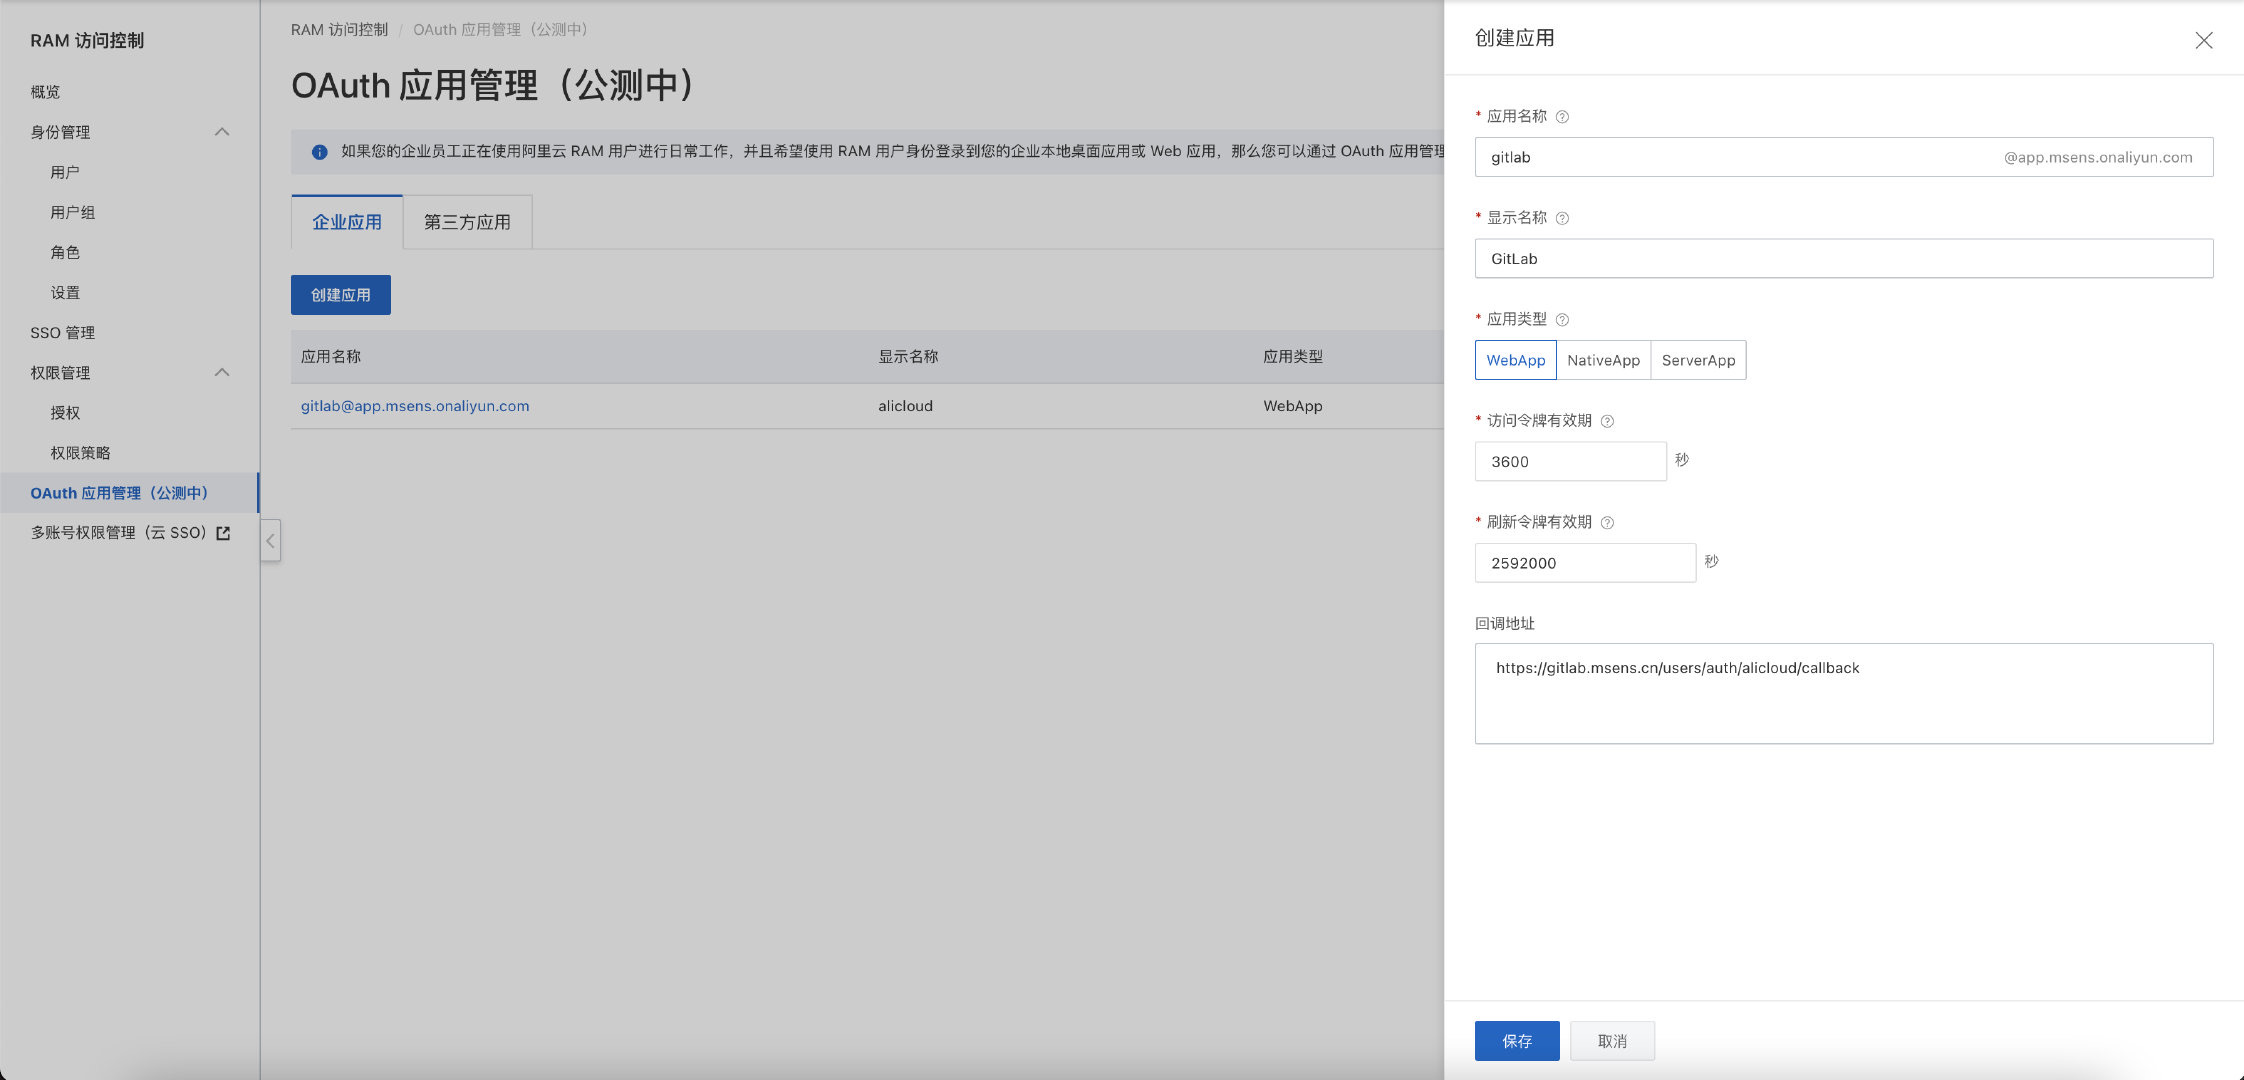 RAM 访问控制
概览
身份管理
用户
用户组
角色
设置
SSO 管理
权限管理
授权
权限策略
OAuth 应用管理（公测中）
多账号权限管理（云 SSO）
RAM 访问控制 / OAuth 应用管理（公测中）
OAuth 应用管理（公测中）
如果您的企业员工正在使用阿里云 RAM 用户进行日常工作，并且希望使用 RAM 用户身份登录到您的企业本地桌面应用或 Web 应用，那么您可以通过 OAuth 应用管理
企业应用 第三方应用
创建应用
应用名称 显示名称 应用类型
gitlab@app.msens.onaliyun.com alicloud WebApp
创建应用
* 应用名称
gitlab @app.msens.onaliyun.com
* 显示名称
GitLab
* 应用类型
WebApp NativeApp ServerApp
* 访问令牌有效期
3600 秒
* 刷新令牌有效期
2592000 秒
回调地址
https://gitlab.msens.cn/users/auth/alicloud/callback
保存 取消